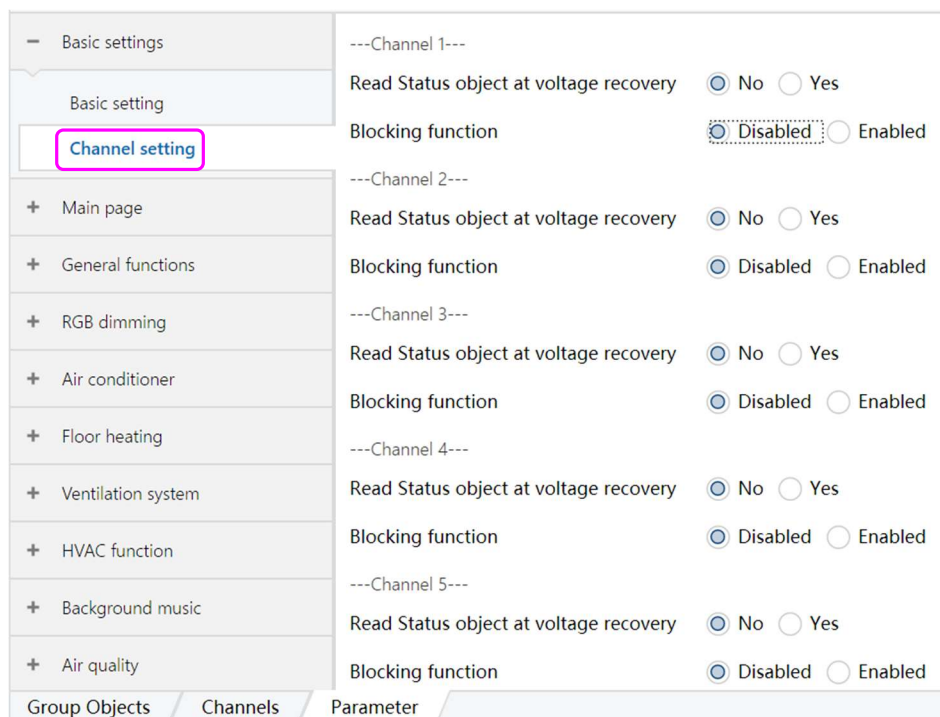 Basic settings
Basic setting
Channel setting
Main page
General functions
RGB dimming
Air conditioner
Floor heating
Ventilation system
HVAC function
Background music
Air quality
---Channel 1---
Read Status object at voltage recovery No Yes
Blocking function Disabled Enabled
---Channel 2---
Read Status object at voltage recovery No Yes
Blocking function Disabled Enabled
---Channel 3---
Read Status object at voltage recovery No Yes
Blocking function Disabled Enabled
---Channel 4---
Read Status object at voltage recovery No Yes
Blocking function Disabled Enabled
---Channel 5---
Read Status object at voltage recovery No Yes
Blocking function Disabled Enabled
Group Objects Channels Parameter